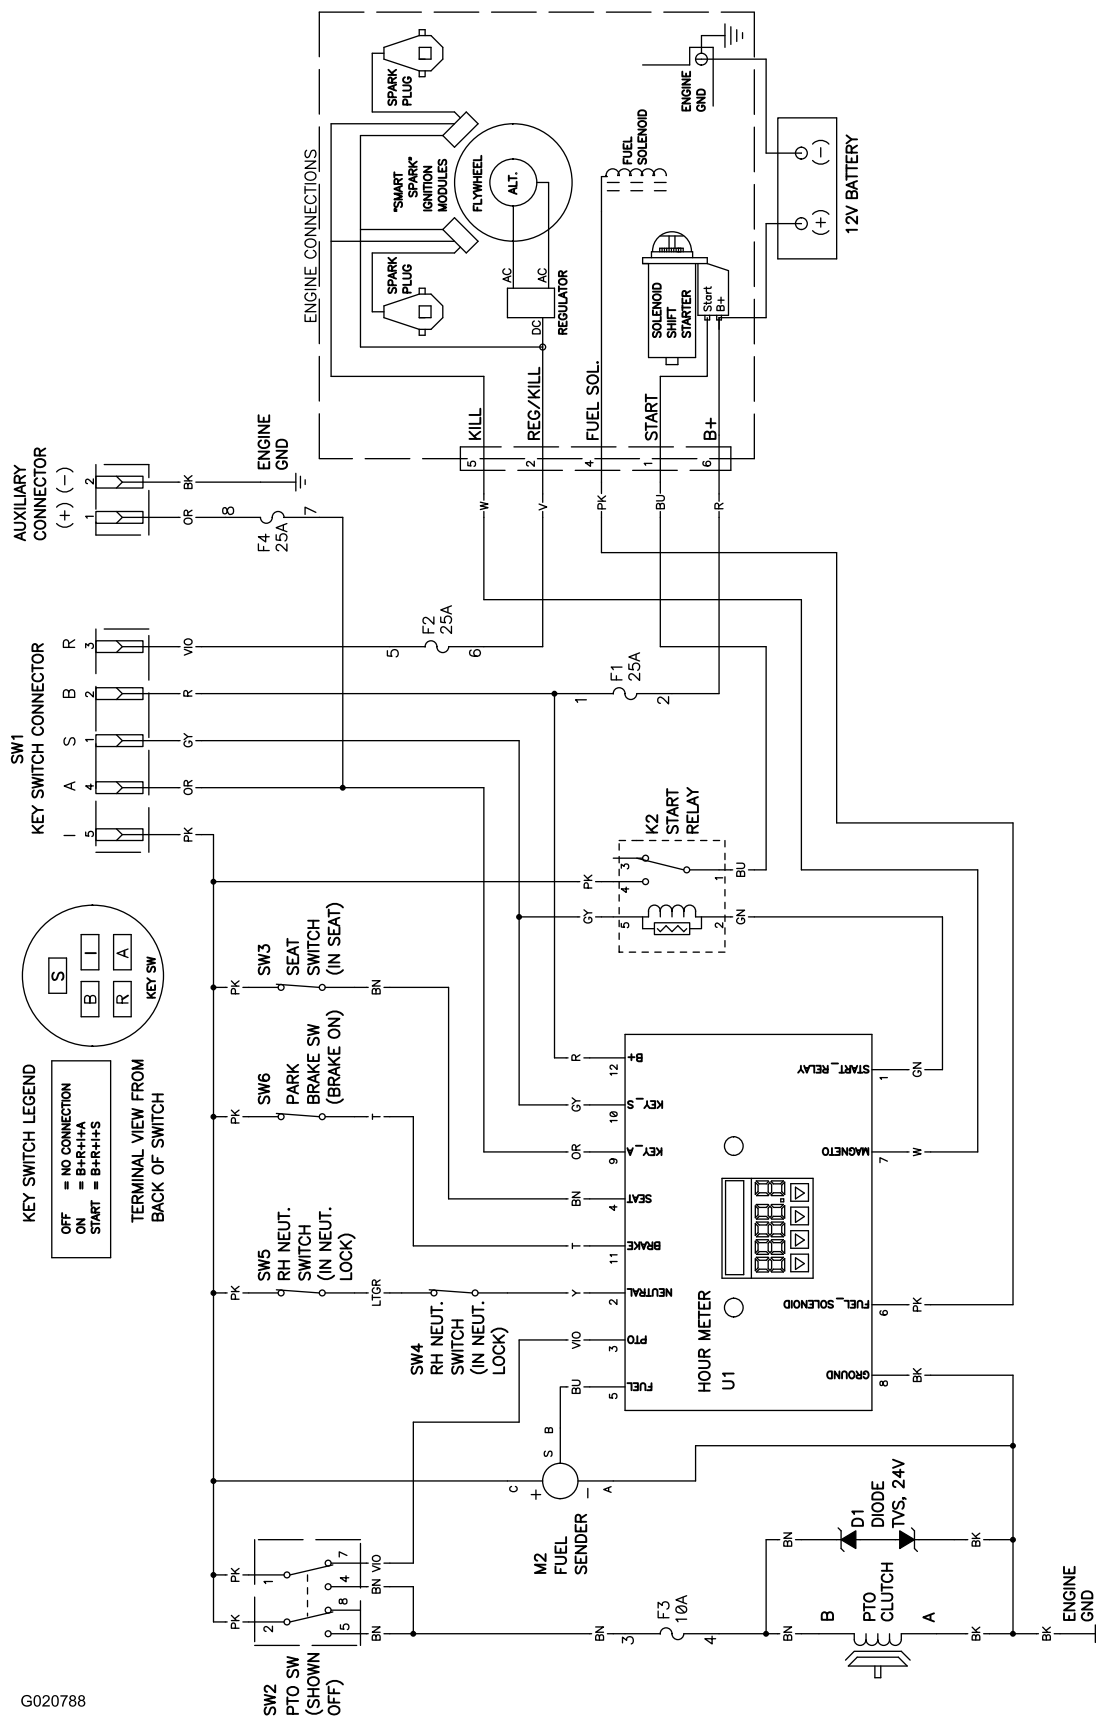 G020788
KEY SWITCH LEGEND
OFF = NO CONNECTION
ON = B+R+I+A
START = B+R+I+S
TERMINAL VIEW FROM
BACK OF SWITCH
S
B
I
R
A
KEY SW
SW1
KEY SWITCH CONNECTOR
I
A
S
B
R
5
4
1
2
3
PK
OR
GY
R
VIO
AUXILIARY
CONNECTOR
(+)
(-)
1
2
OR
BK
8
F4
25A
7
ENGINE
GND
5
F2
25A
6
1
F1
25A
2
ENGINE CONNECTIONS
SPARK
PLUG
SPARK
PLUG
"SMART
SPARK"
IGNITION
MODULES
FLYWHEEL
ALT.
AC
AC
REGULATOR
DC
FUEL
SOLENOID
ENGINE
GND
SOLENOID
SHIFT
STARTER
Start
B+
12V BATTERY
(+)
(-)
KILL
REG/KILL
FUEL SOL.
START
B+
5
2
4
1
6
W
V
PK
BU
R
K2
START
RELAY
PK
GY
3
4
5
1
2
BU
GN
SW3
SEAT
SWITCH
(IN SEAT)
PK
BN
SW6
PARK
BRAKE SW
(BRAKE ON)
PK
T
SW5
RH NEUT.
SWITCH
(IN NEUT.
LOCK)
PK
LTGR
SW4
RH NEUT.
SWITCH
(IN NEUT.
LOCK)
R
GY
OR
BN
T
Y
VIO
BU
12
10
9
4
11
2
3
5
B+
KEY_S
KEY_A
SEAT
BRAKE
NEUTRAL
PTO
FUEL
HOUR METER
U1
START_RELAY
MAGNETO
FUEL_SOLENOID
GROUND
1
7
6
8
GN
W
PK
BK
M2
FUEL
SENDER
C
+
S
B
-
A
SW2
PTO SW
(SHOWN
OFF)
PK
PK
1
2
7
4
8
5
VIO
BN
BN
BN
3
F3
10A
4
BN
BN
D1
DIODE
TVS, 24V
B
PTO
CLUTCH
A
BK
BK
BK
ENGINE
GND